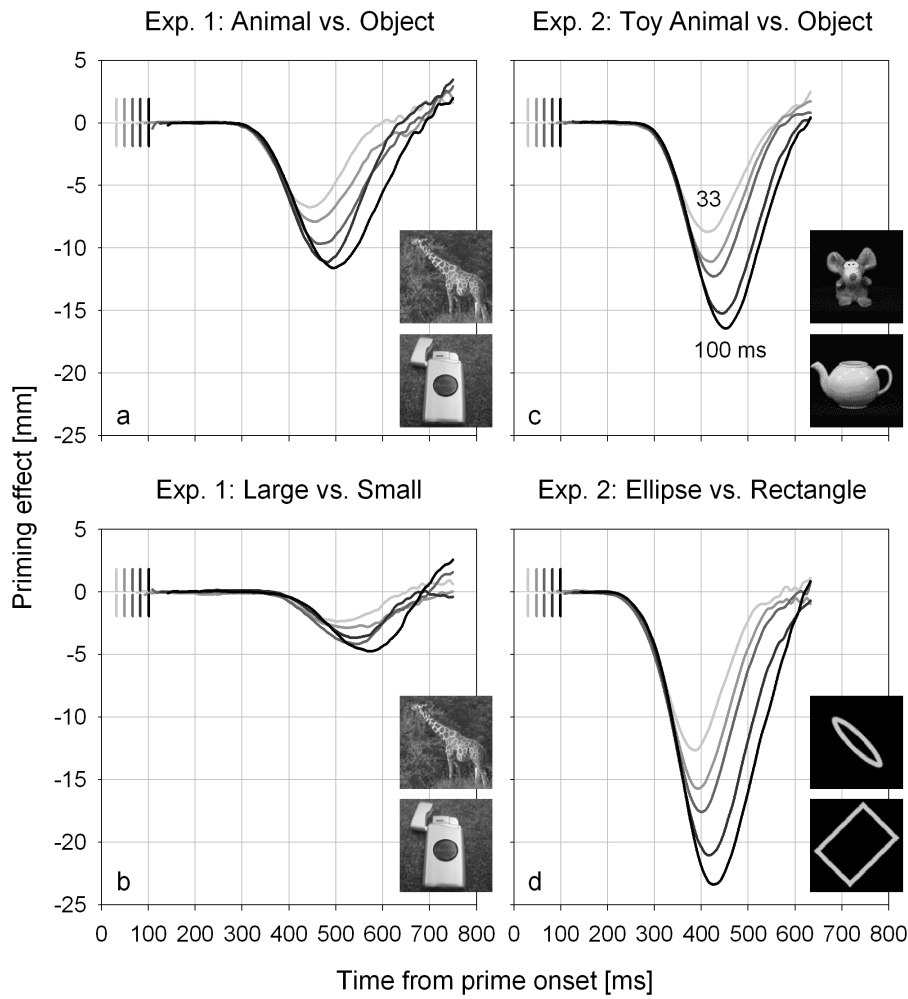 Exp. 1: Animal vs. Object
Exp. 2: Toy Animal vs. Object
5
0
-5
-10
-15
-20
-25
a
33
100 ms
c
Priming effect [mm]
Exp. 1: Large vs. Small
Exp. 2: Ellipse vs. Rectangle
5
0
-5
-10
-15
-20
-25
b
d
0 100 200 300 400 500 600 700 800
0 100 200 300 400 500 600 700 800
Time from prime onset [ms]